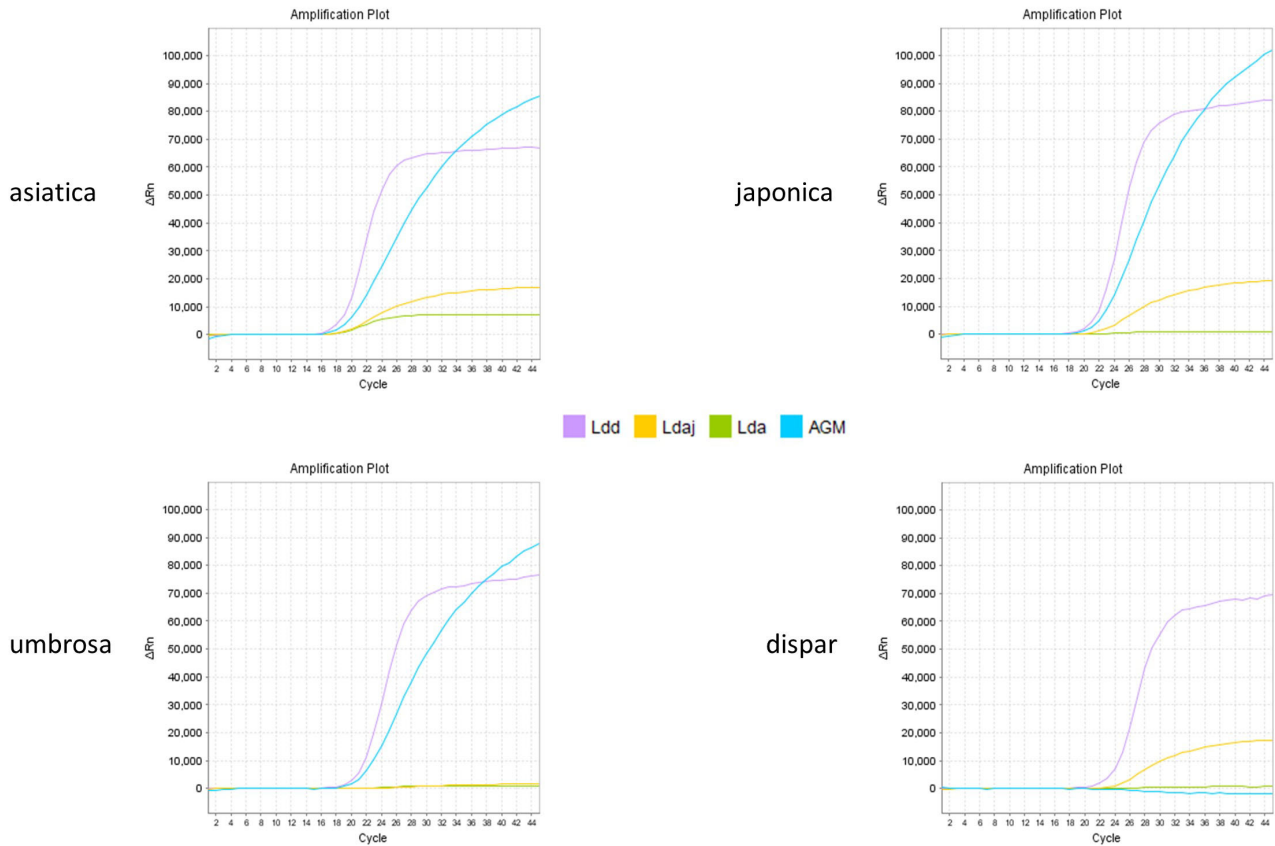 Amplification Plot
100,000
90,000
80,000
70,000
60,000
50,000
40,000
30,000
20,000
10,000
0
ΔRn
2 4 6 8 10 12 14 16 18 20 22 24 26 28 30 32 34 36 38 40 42 44
Cycle
asiatica
Amplification Plot
100,000
90,000
80,000
70,000
60,000
50,000
40,000
30,000
20,000
10,000
0
ΔRn
2 4 6 8 10 12 14 16 18 20 22 24 26 28 30 32 34 36 38 40 42 44
Cycle
japonica
Ldd Ldaj Lda AGM
Amplification Plot
100,000
90,000
80,000
70,000
60,000
50,000
40,000
30,000
20,000
10,000
0
ΔRn
2 4 6 8 10 12 14 16 18 20 22 24 26 28 30 32 34 36 38 40 42 44
Cycle
umbrosa
Amplification Plot
100,000
90,000
80,000
70,000
60,000
50,000
40,000
30,000
20,000
10,000
0
ΔRn
2 4 6 8 10 12 14 16 18 20 22 24 26 28 30 32 34 36 38 40 42 44
Cycle
dispar